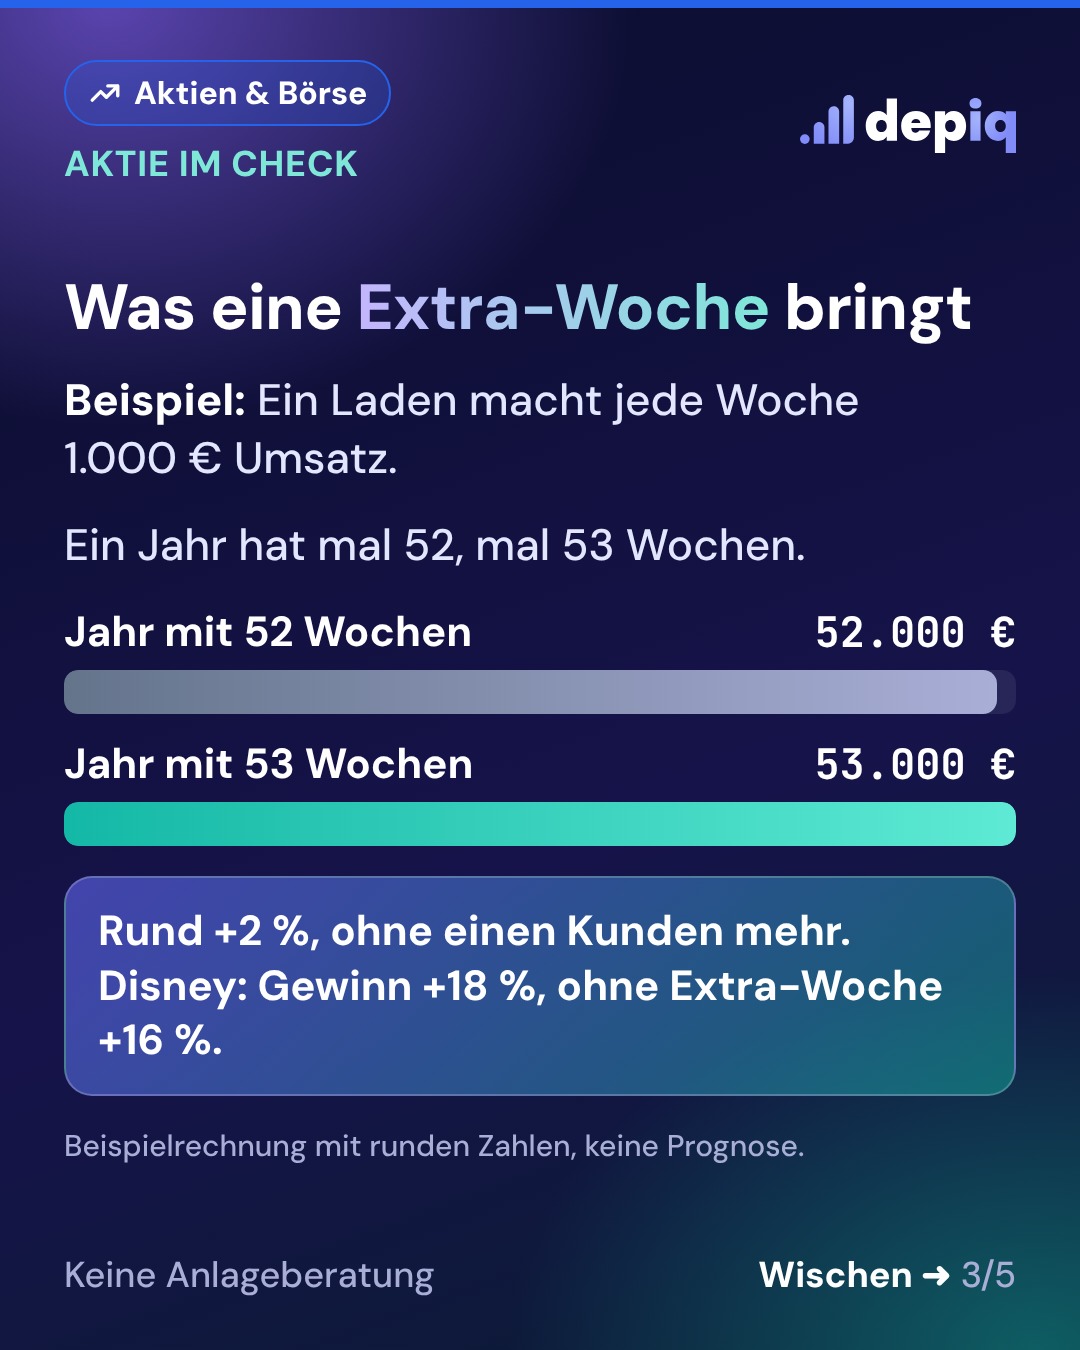 Aktien & Börse
depiq
AKTIE IM CHECK
Was eine Extra-Woche bringt
Beispiel: Ein Laden macht jede Woche
1.000 € Umsatz.
Ein Jahr hat mal 52, mal 53 Wochen.
Jahr mit 52 Wochen 52.000 €
Jahr mit 53 Wochen 53.000 €
Rund +2 %, ohne einen Kunden mehr.
Disney: Gewinn +18 %, ohne Extra-Woche
+16 %.
Beispielrechnung mit runden Zahlen, keine Prognose.
Keine Anlageberatung
Wischen ➜ 3/5